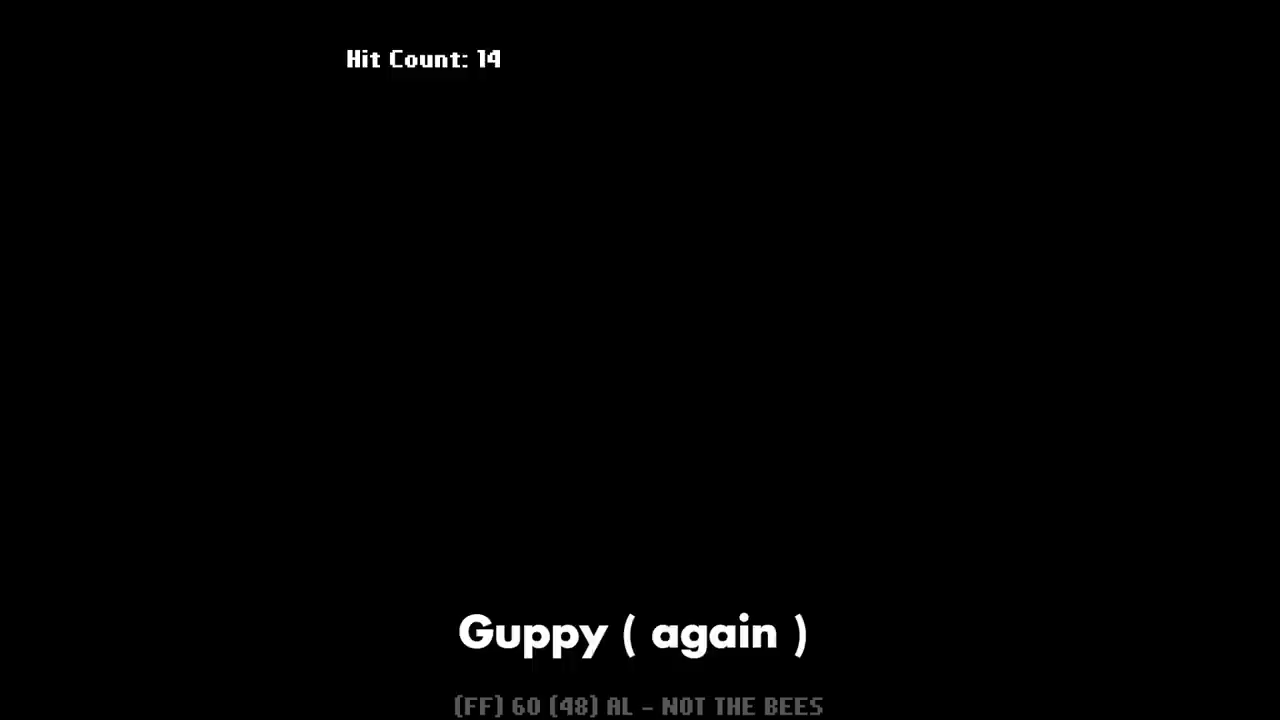 Hit Count: 14
Guppy ( again )
(FF) 60 (48) AL - NOT THE BEES